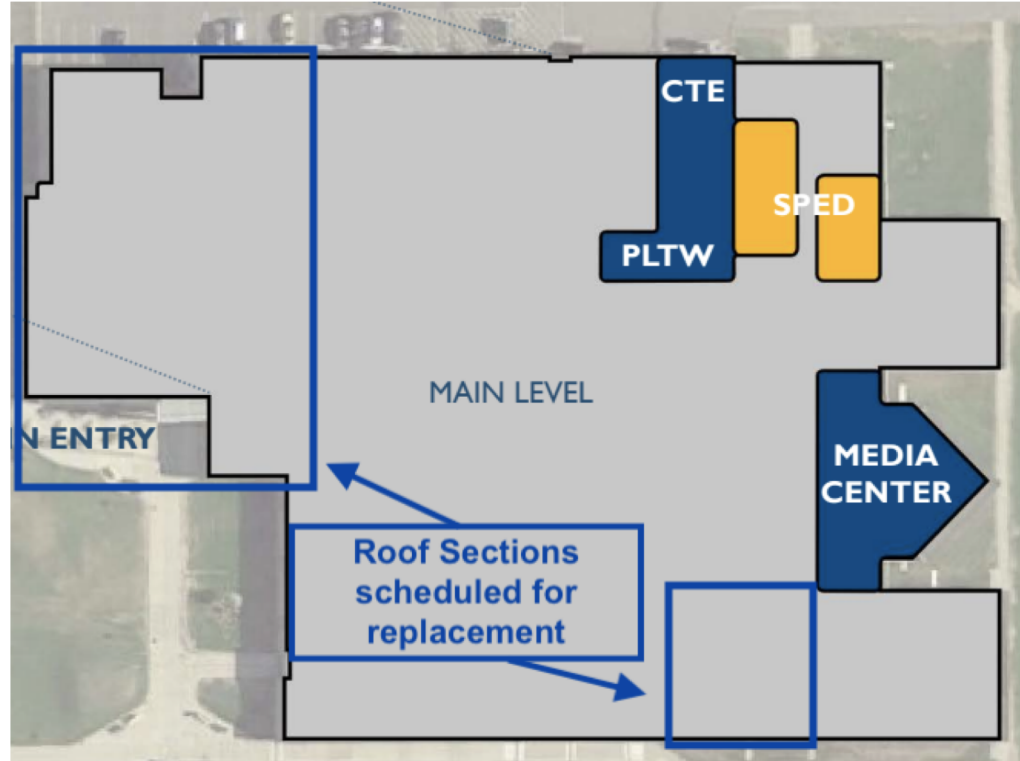 CTE
SPED
PLTW
MAIN LEVEL
N ENTRY
MEDIA
CENTER
Roof Sections
scheduled for
replacement